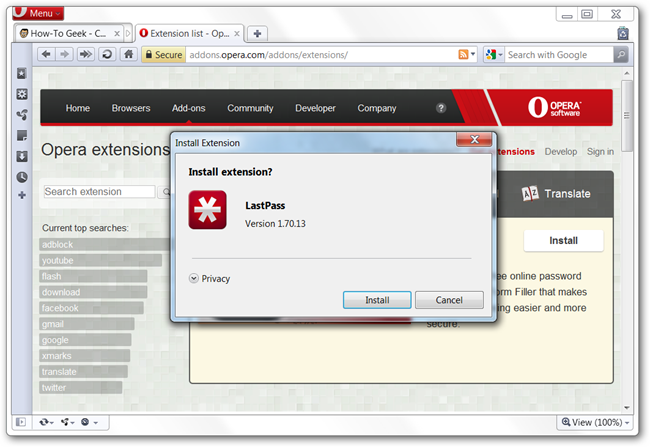 Menu
How-To Geek - C...
Extension list - Op...
Secure addons.opera.com/addons/extensions/
Search with Google
Home Browsers Add-ons Community Developer Company ?
OPERA software
Opera extensions
extensions Develop Sign in
Search extension
Translate
Current top searches:
adblock
youtube
flash
download
facebook
gmail
google
xmarks
translate
twitter
Install Extension
Install extension?
LastPass
Version 1.70.13
Privacy
Install Cancel
Install
ee online password
orm Filler that makes
ing easier and more
secure.
View (100%)